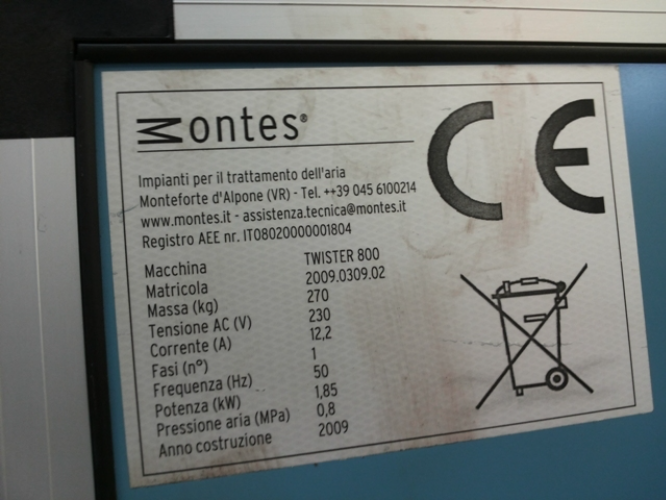 Montes®
Impianti per il trattamento dell'aria
Monteforte d'Alpone (VR) - Tel. ++39 045 6100214
www.montes.it - assistenza.tecnica@montes.it
Registro AEE nr. IT08020000001804
Macchina TWISTER 800
Matricola 2009.0309.02
Massa (kg) 270
Tensione AC (V) 230
Corrente (A) 12,2
Fasi (nº) 1
Frequenza (Hz) 50
Potenza (kW) 1,85
Pressione aria (MPa) 0,8
Anno costruzione 2009
CE